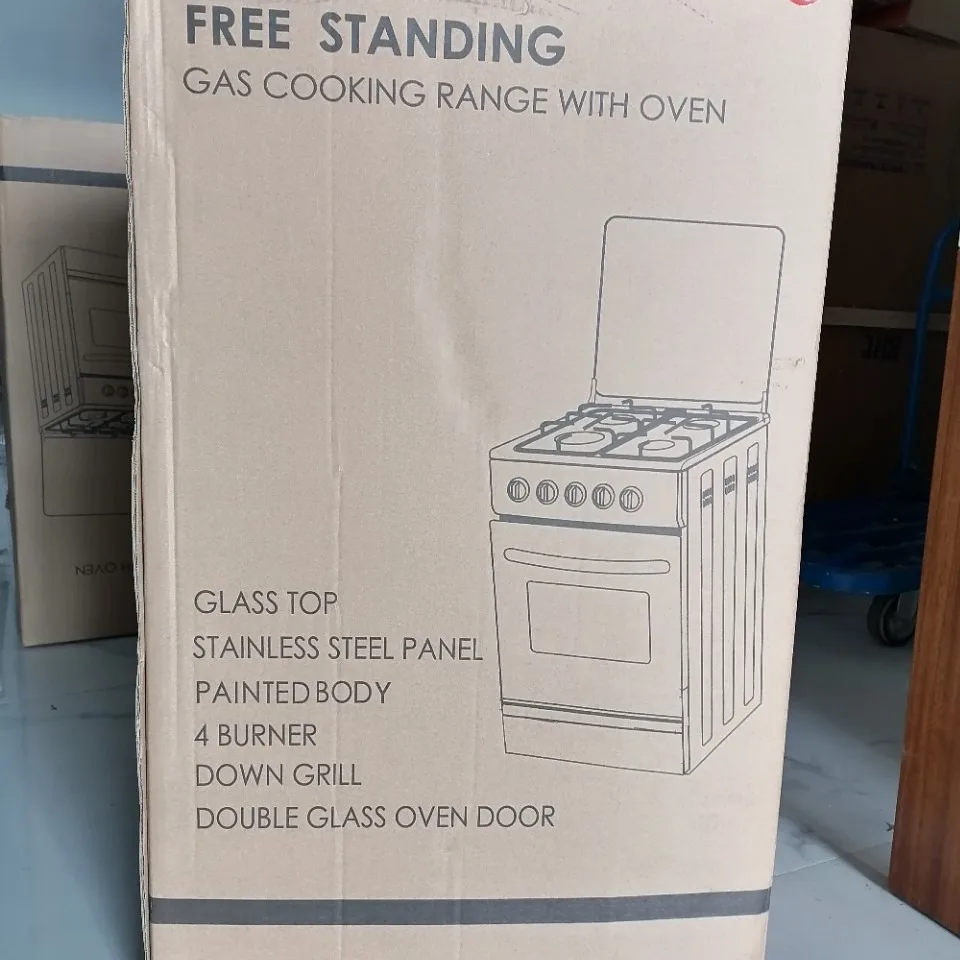 FREE STANDING
GAS COOKING RANGE WITH OVEN
GLASS TOP
STAINLESS STEEL PANEL
PAINTED BODY
4 BURNER
DOWN GRILL
DOUBLE GLASS OVEN DOOR
OVEN